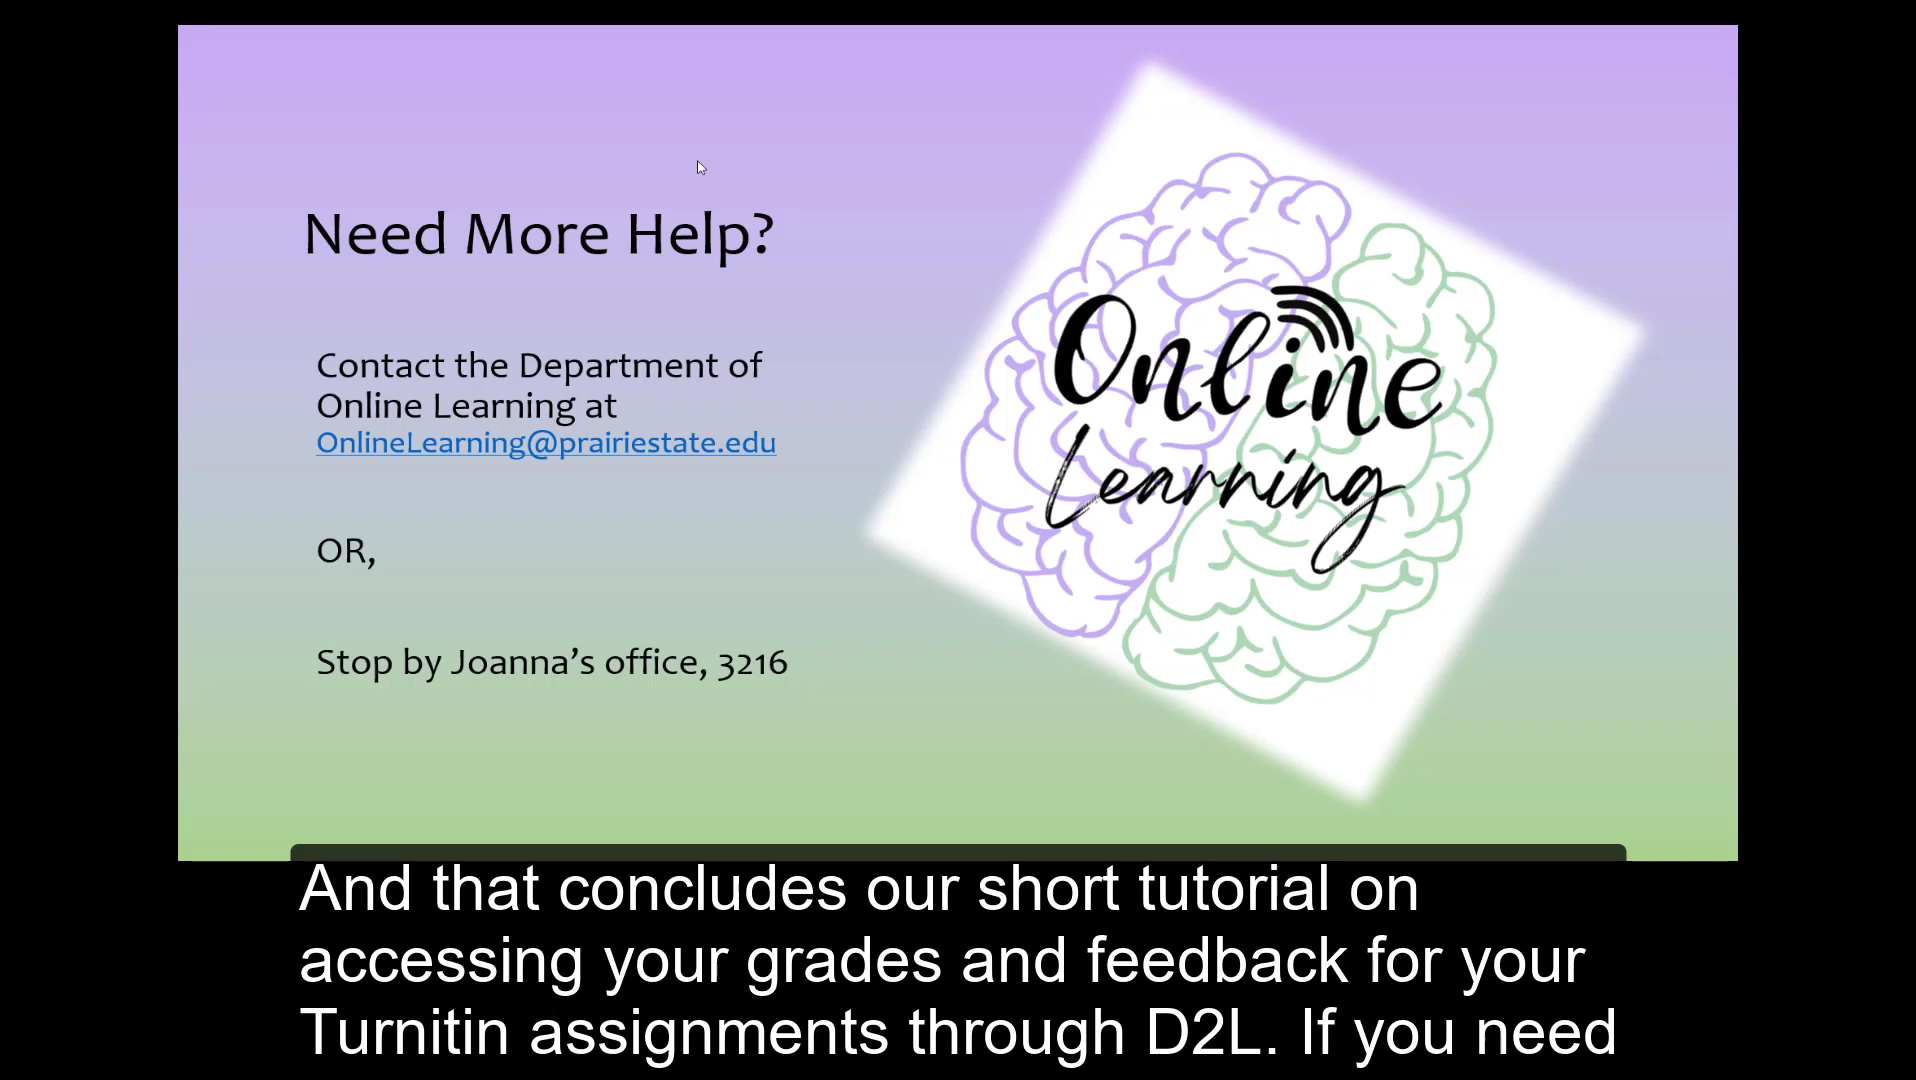 Need More Help?
Contact the Department of
Online Learning at
OnlineLearning@prairiestate.edu
OR,
Stop by Joanna’s office, 3216
Online
Learning
And that concludes our short tutorial on
accessing your grades and feedback for your
Turnitin assignments through D2L. If you need